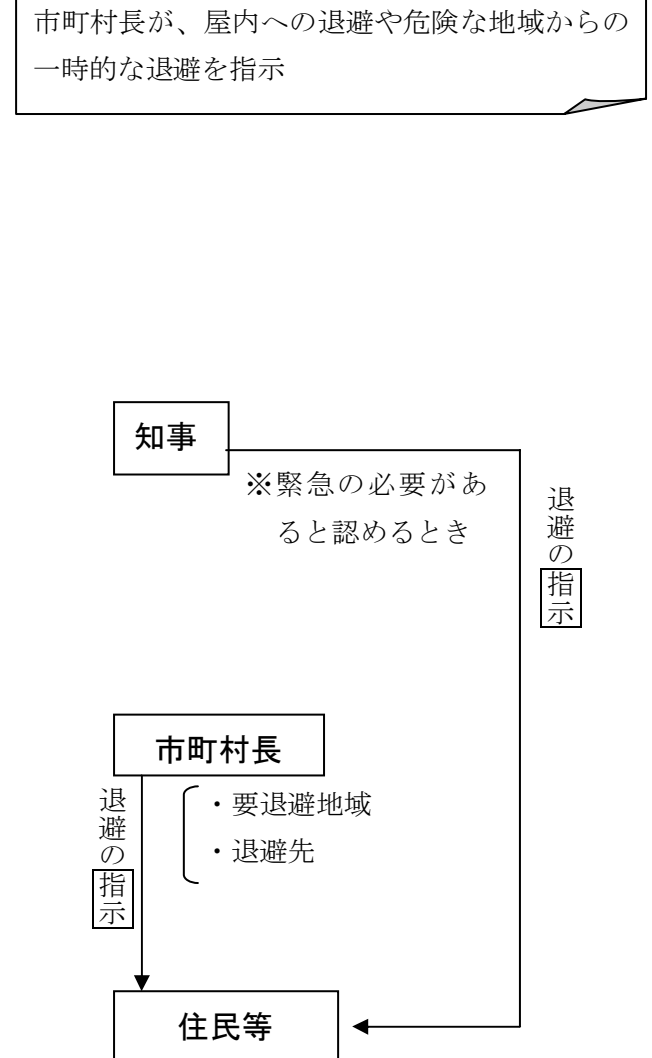 市町村長が、屋内への退避や危険な地域からの
一時的な退避を指示
知事
※緊急の必要があ
ると認めるとき
退避の指示
市町村長
・要退避地域
・退避先
退避の指示
住民等